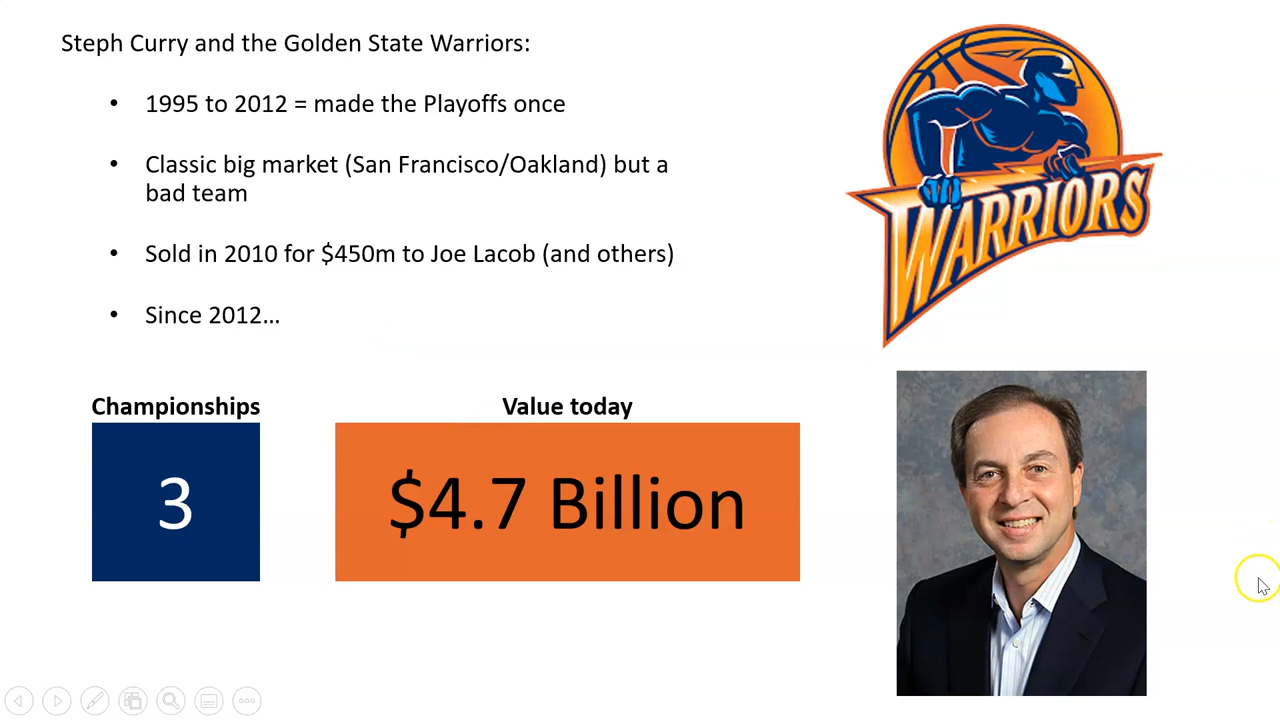 Steph Curry and the Golden State Warriors:
• 1995 to 2012 = made the Playoffs once
• Classic big market (San Francisco/Oakland) but a
bad team
• Sold in 2010 for $450m to Joe Lacob (and others)
• Since 2012…
Championships
3
Value today
$4.7 Billion
WARRIORS